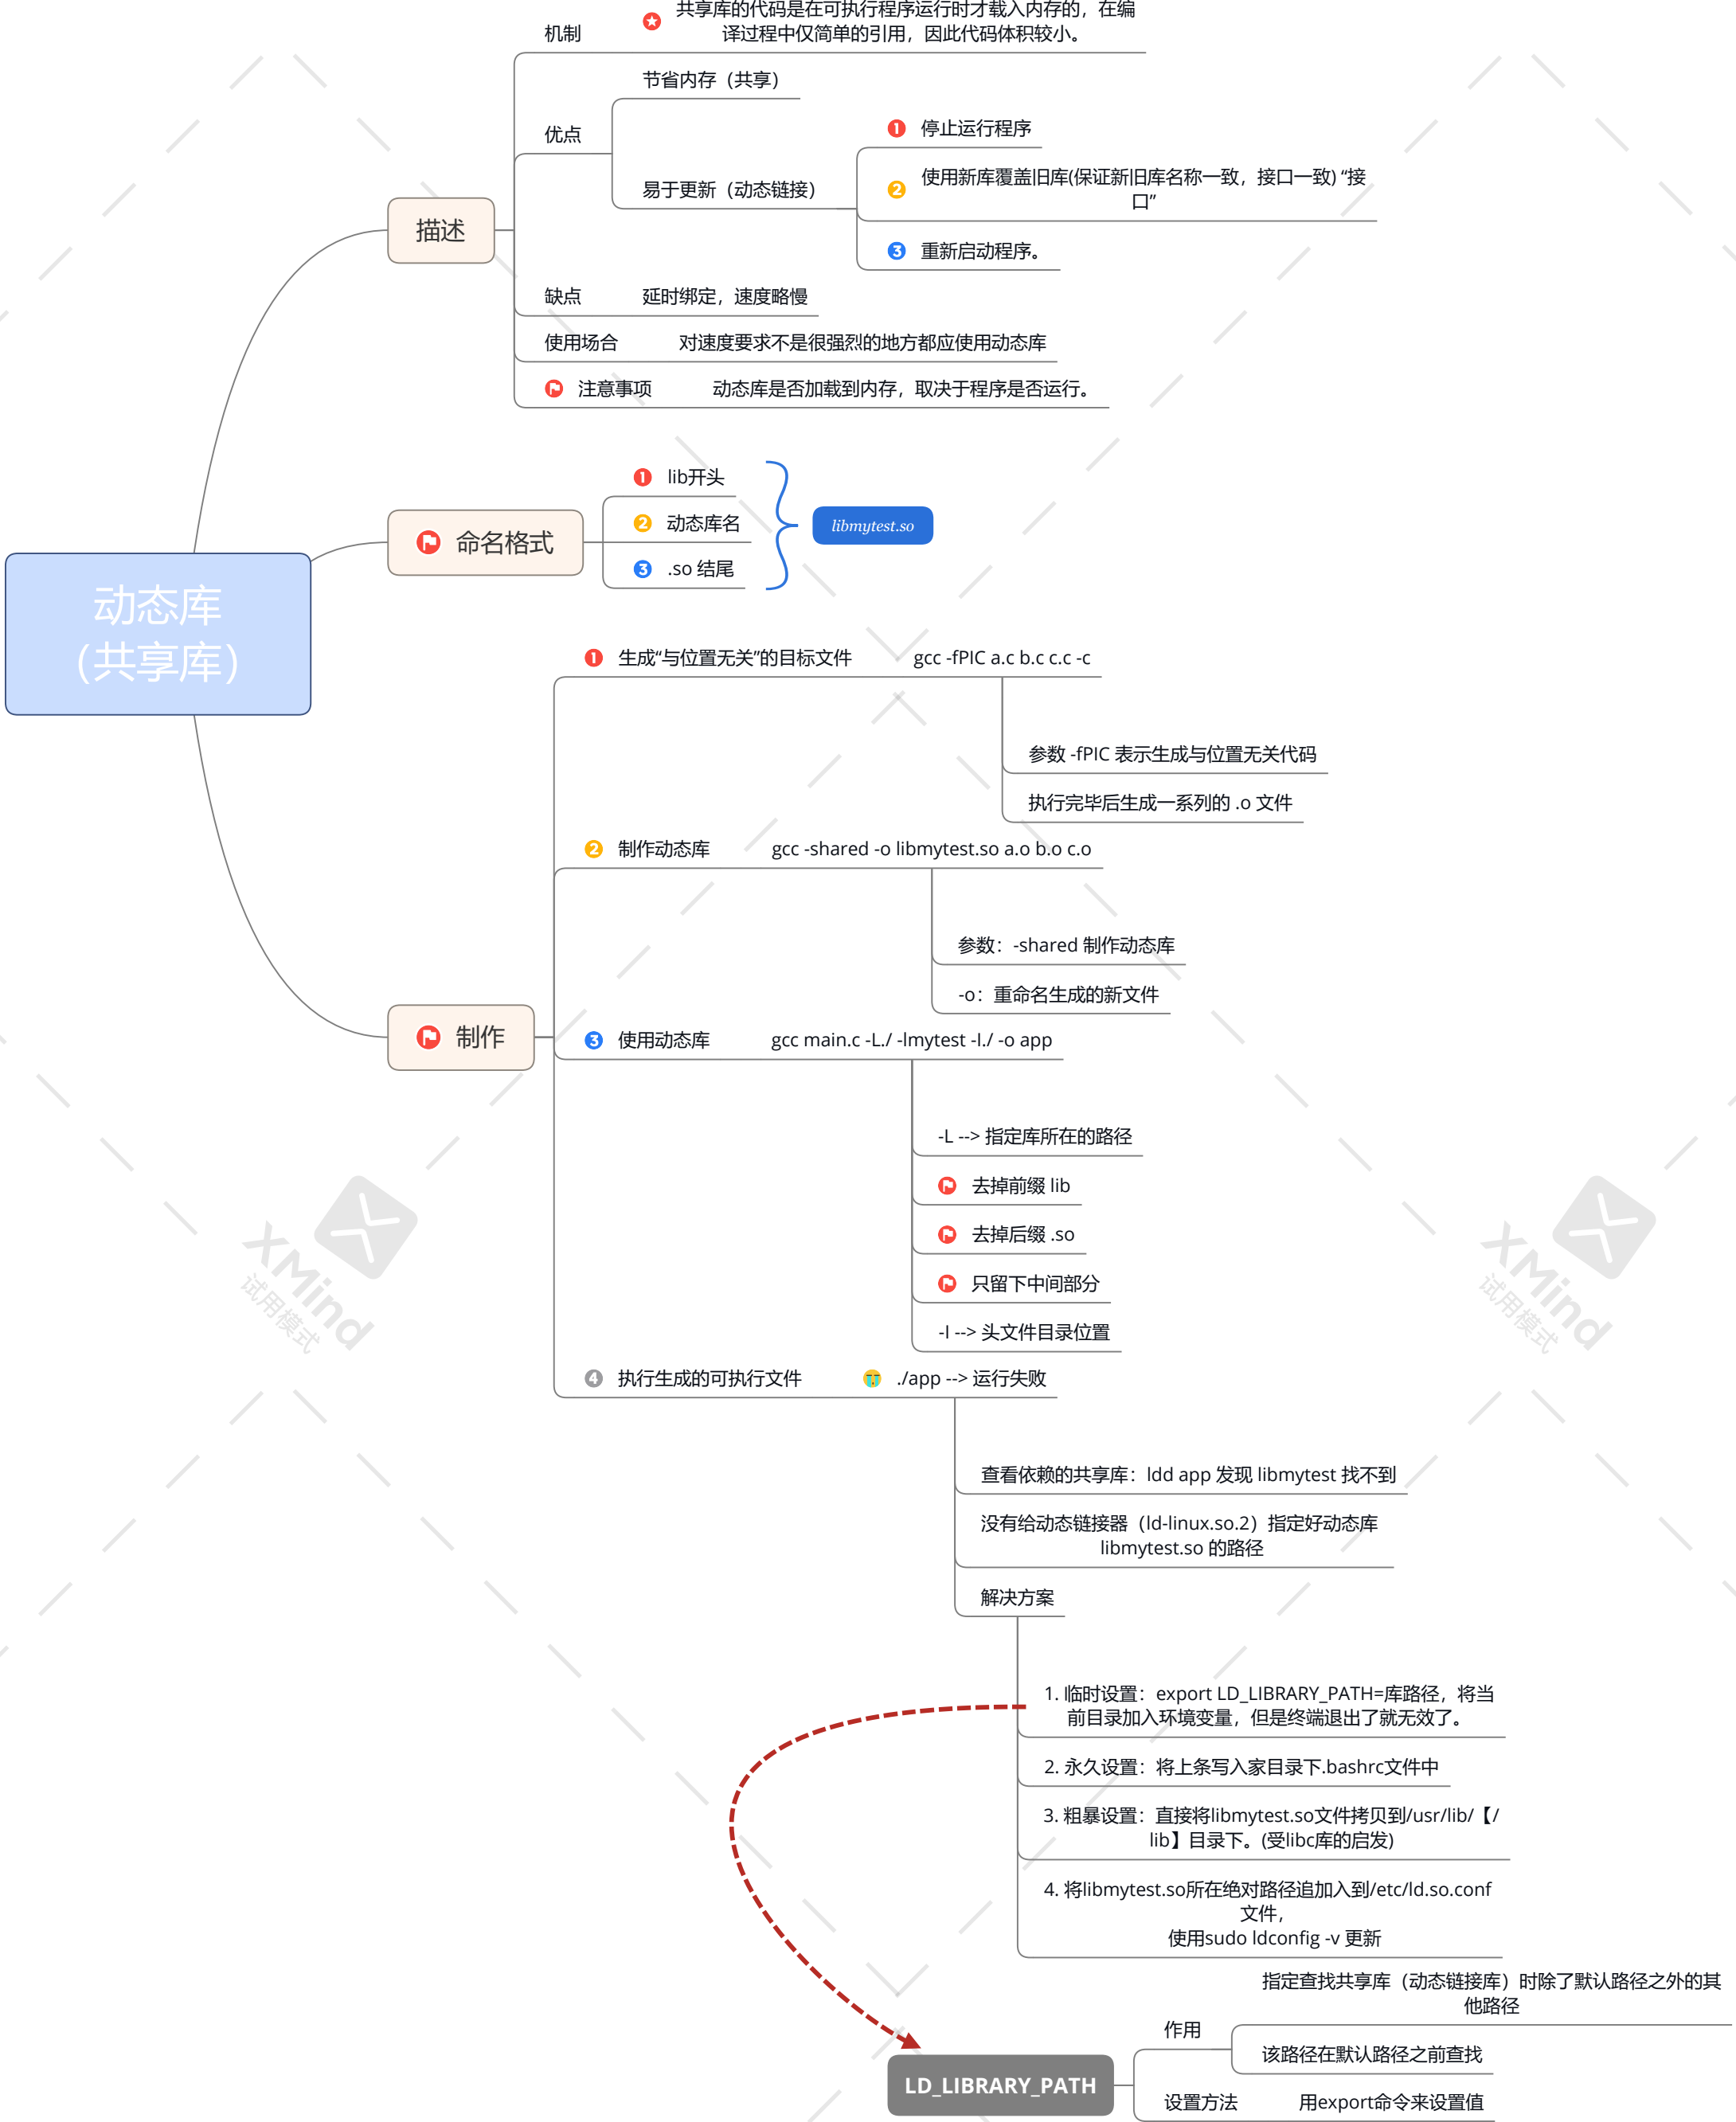 动态库
（共享库）
描述
机制
共享库的代码是在可执行程序运行时才载入内存的，在编
译过程中仅简单的引用，因此代码体积较小。
优点
节省内存（共享）
易于更新（动态链接）
1 停止运行程序
2 使用新库覆盖旧库(保证新旧库名称一致，接口一致) “接
口”
3 重新启动程序。
缺点
延时绑定，速度略慢
使用场合
对速度要求不是很强烈的地方都应使用动态库
注意事项
动态库是否加载到内存，取决于程序是否运行。
命名格式
1 lib开头
2 动态库名
3 .so 结尾
libmytest.so
制作
1 生成“与位置无关”的目标文件
gcc -fPIC a.c b.c c.c -c
参数 -fPIC 表示生成与位置无关代码
执行完毕后生成一系列的 .o 文件
2 制作动态库
gcc -shared -o libmytest.so a.o b.o c.o
参数：-shared 制作动态库
-o：重命名生成的新文件
3 使用动态库
gcc main.c -L./ -lmytest -I./ -o app
-L --> 指定库所在的路径
去掉前缀 lib
去掉后缀 .so
只留下中间部分
-I --> 头文件目录位置
4 执行生成的可执行文件
./app --> 运行失败
查看依赖的共享库：ldd app 发现 libmytest 找不到
没有给动态链接器（ld-linux.so.2）指定好动态库
libmytest.so 的路径
解决方案
1. 临时设置：export LD_LIBRARY_PATH=库路径，将当
前目录加入环境变量，但是终端退出了就无效了。
2. 永久设置：将上条写入家目录下.bashrc文件中
3. 粗暴设置：直接将libmytest.so文件拷贝到/usr/lib/【/
lib】目录下。(受libc库的启发)
4. 将libmytest.so所在绝对路径追加入到/etc/ld.so.conf
文件，
使用sudo ldconfig -v 更新
LD_LIBRARY_PATH
作用
指定查找共享库（动态链接库）时除了默认路径之外的其
他路径
该路径在默认路径之前查找
设置方法
用export命令来设置值
XMind
试用模式
XMind
试用模式